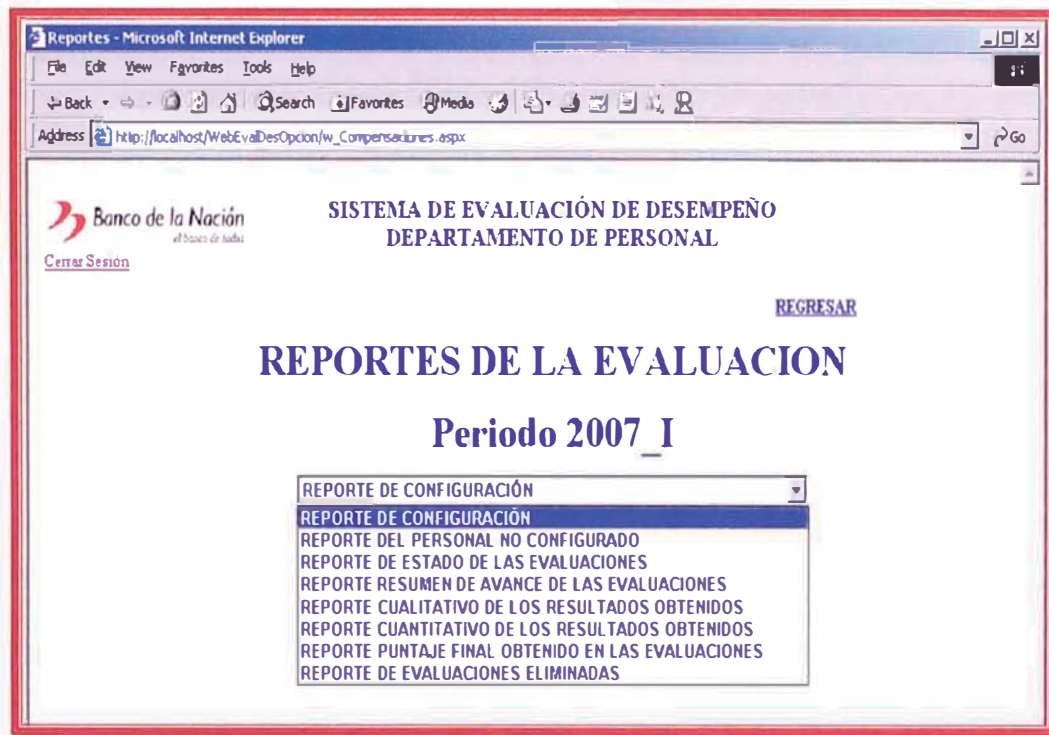 Reportes - Microsoft Internet Explorer
File Edit View Favorites Tools Help
Back Search Favorites Media
Address http://localhost/WebEvalDesOpcion/w_Compensaciones.aspx Go
Banco de la Nación
el banco de todos
SISTEMA DE EVALUACIÓN DE DESEMPEÑO
DEPARTAMENTO DE PERSONAL
Cerrar Sesión
REGRESAR
REPORTES DE LA EVALUACION
Periodo 2007_I
REPORTE DE CONFIGURACIÓN
REPORTE DE CONFIGURACIÓN
REPORTE DEL PERSONAL NO CONFIGURADO
REPORTE DE ESTADO DE LAS EVALUACIONES
REPORTE RESUMEN DE AVANCE DE LAS EVALUACIONES
REPORTE CUALITATIVO DE LOS RESULTADOS OBTENIDOS
REPORTE CUANTITATIVO DE LOS RESULTADOS OBTENIDOS
REPORTE PUNTAJE FINAL OBTENIDO EN LAS EVALUACIONES
REPORTE DE EVALUACIONES ELIMINADAS